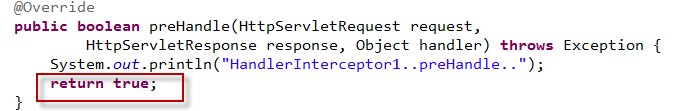 @Override
public boolean preHandle(HttpServletRequest request,
HttpServletResponse response, Object handler) throws Exception {
System.out.println("HandlerInterceptor1..preHandle..");
return true;
}